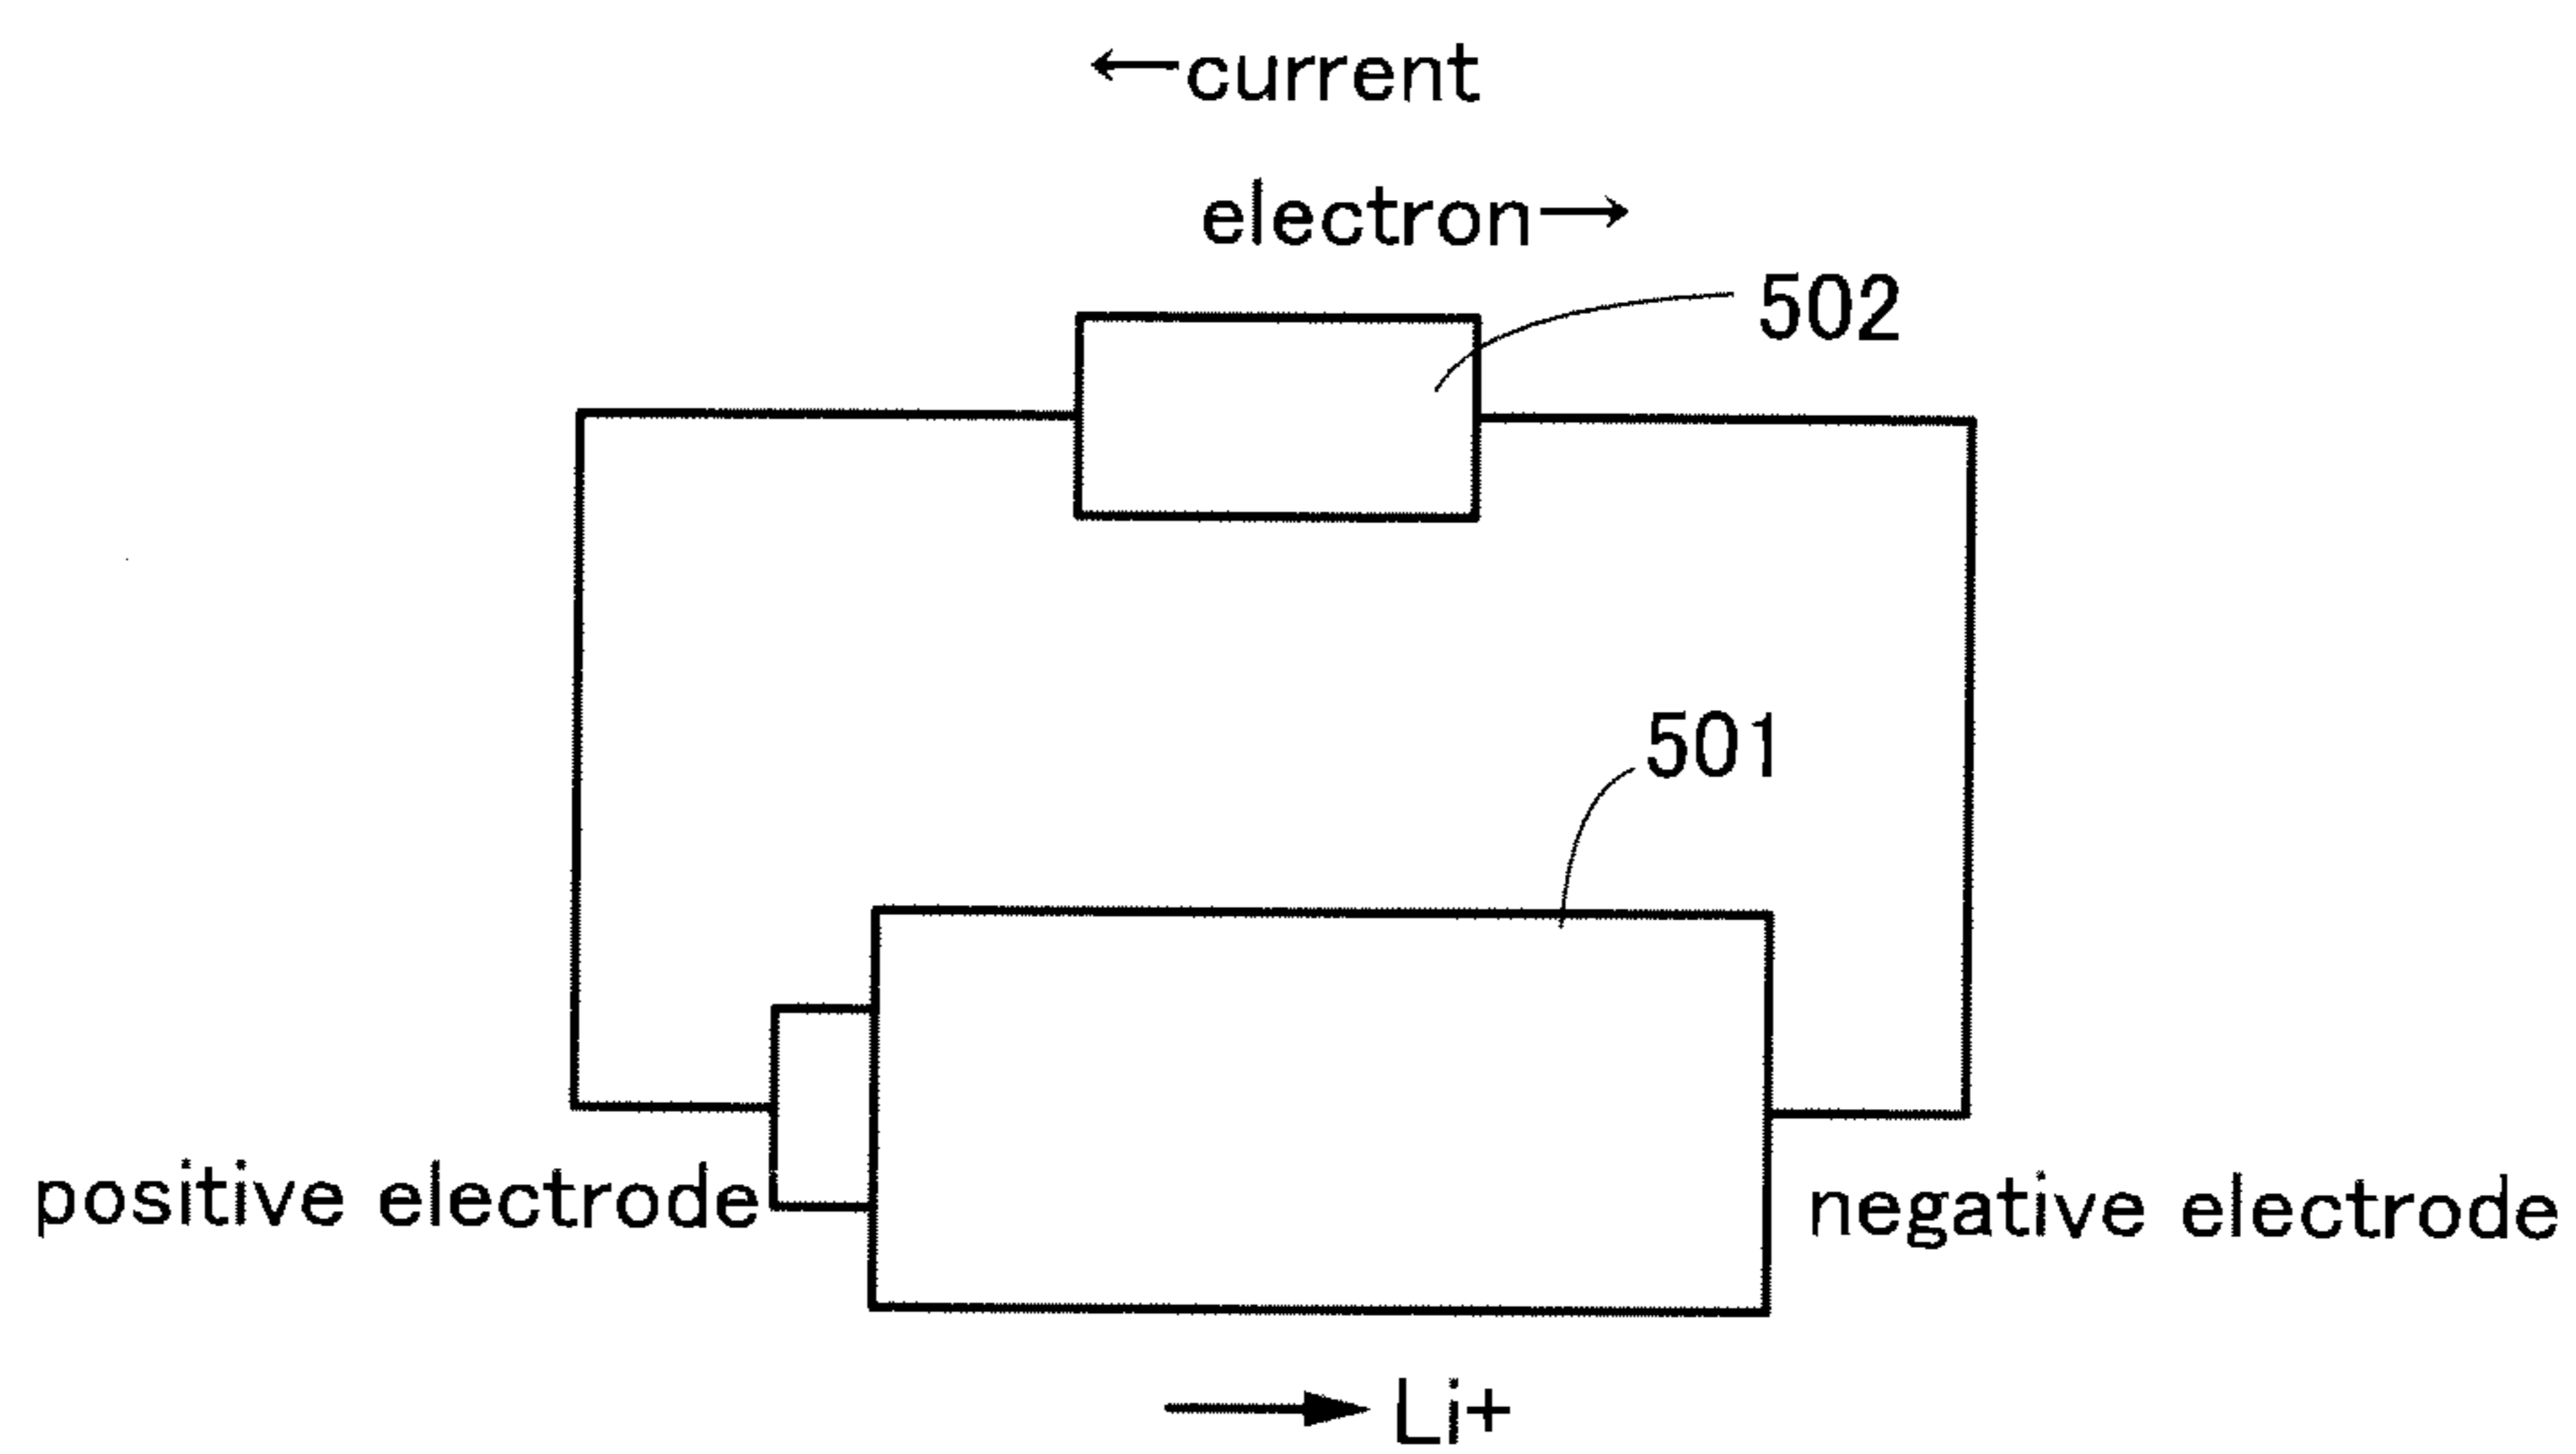 ←current
electron→
502
501
positive electrode
negative electrode
Li+